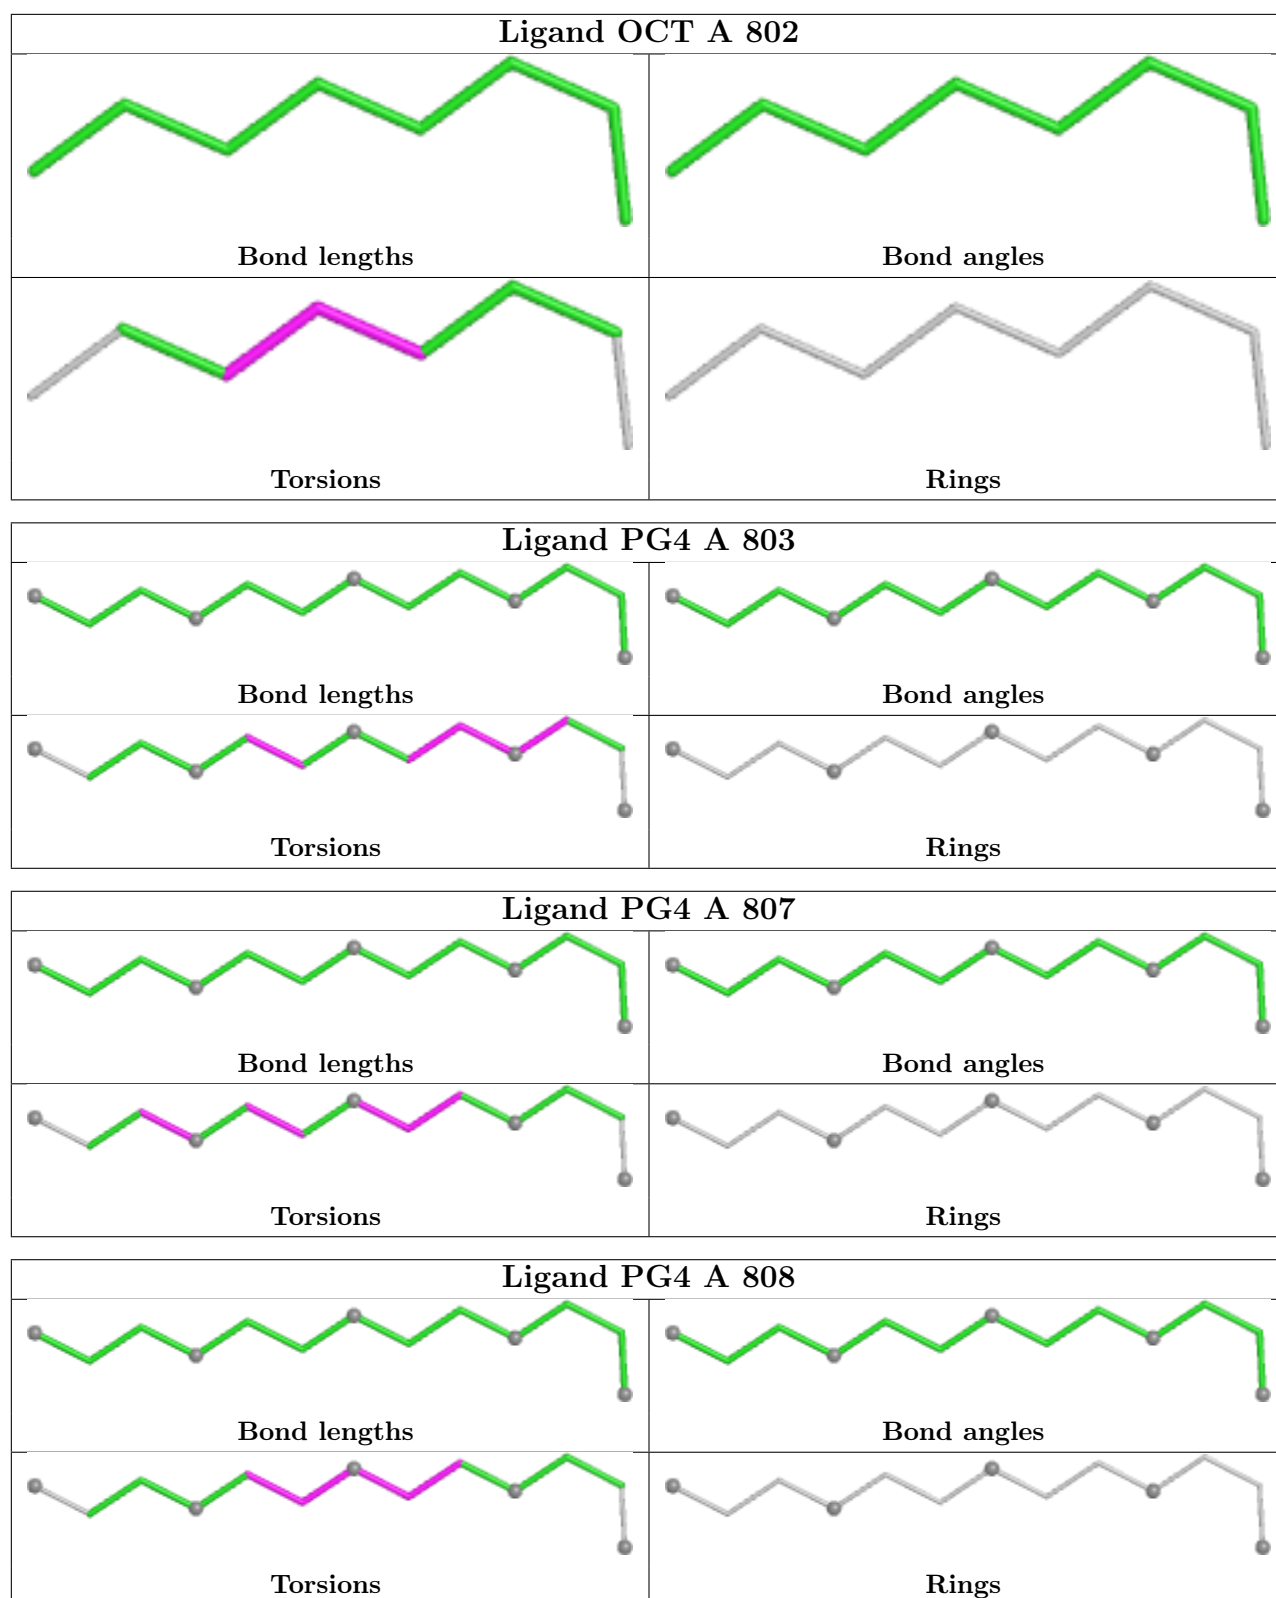 Ligand OCT A 802
Bond lengths
Bond angles
Torsions
Rings
Ligand PG4 A 803
Bond lengths
Bond angles
Torsions
Rings
Ligand PG4 A 807
Bond lengths
Bond angles
Torsions
Rings
Ligand PG4 A 808
Bond lengths
Bond angles
Torsions
Rings